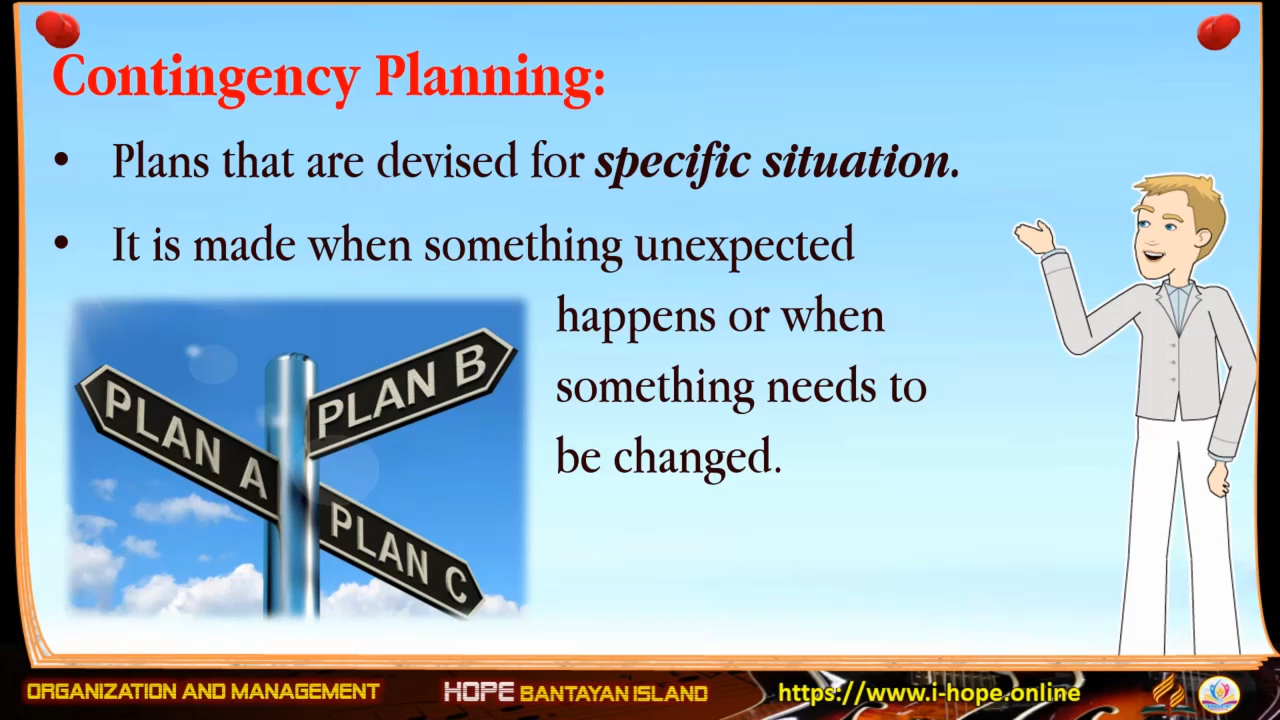 Contingency Planning:
• Plans that are devised for specific situation.
• It is made when something unexpected
happens or when
something needs to
be changed.
PLAN B
PLAN A
PLAN C
ORGANIZATION AND MANAGEMENT HOPE BANTAYAN ISLAND https://www.i-hope.online